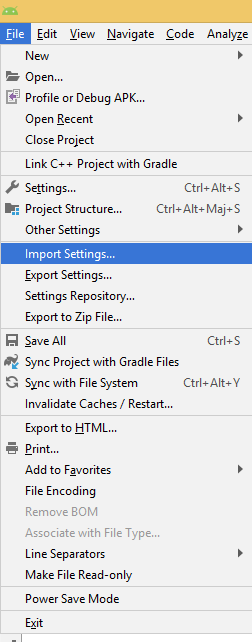 File Edit View Navigate Code Analyze
New
Open...
Profile or Debug APK...
Open Recent
Close Project
Link C++ Project with Gradle
Settings... Ctrl+Alt+S
Project Structure... Ctrl+Alt+Maj+S
Other Settings
Import Settings...
Export Settings...
Settings Repository...
Export to Zip File...
Save All Ctrl+S
Sync Project with Gradle Files
Sync with File System Ctrl+Alt+Y
Invalidate Caches / Restart...
Export to HTML...
Print...
Add to Favorites
File Encoding
Remove BOM
Associate with File Type...
Line Separators
Make File Read-only
Power Save Mode
Exit